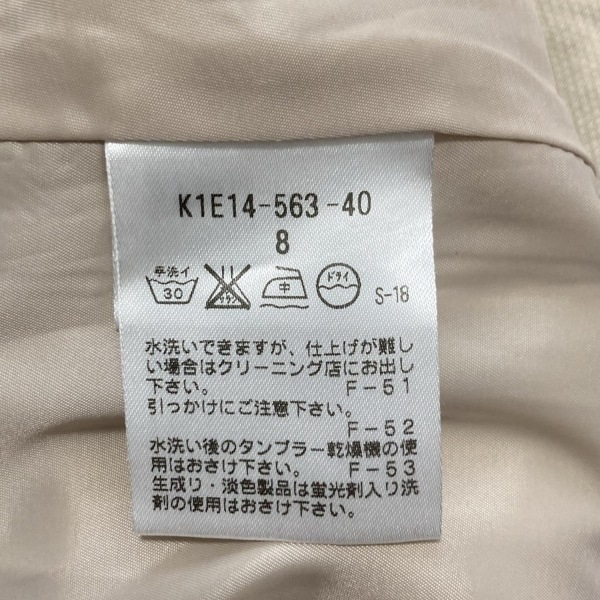 K1E14-563-40
8
手洗イ 30 サラシ 中 ドライ S-18
水洗いできますが、仕上げが難し
い場合はクリーニング店にお出し
下さい。 F-51
引っかけにご注意下さい。
F-52
水洗い後のタンブラー乾燥機の使
用はおさけ下さい。 F-53
生成り・淡色製品は蛍光剤入り洗
剤の使用はおさけ下さい。